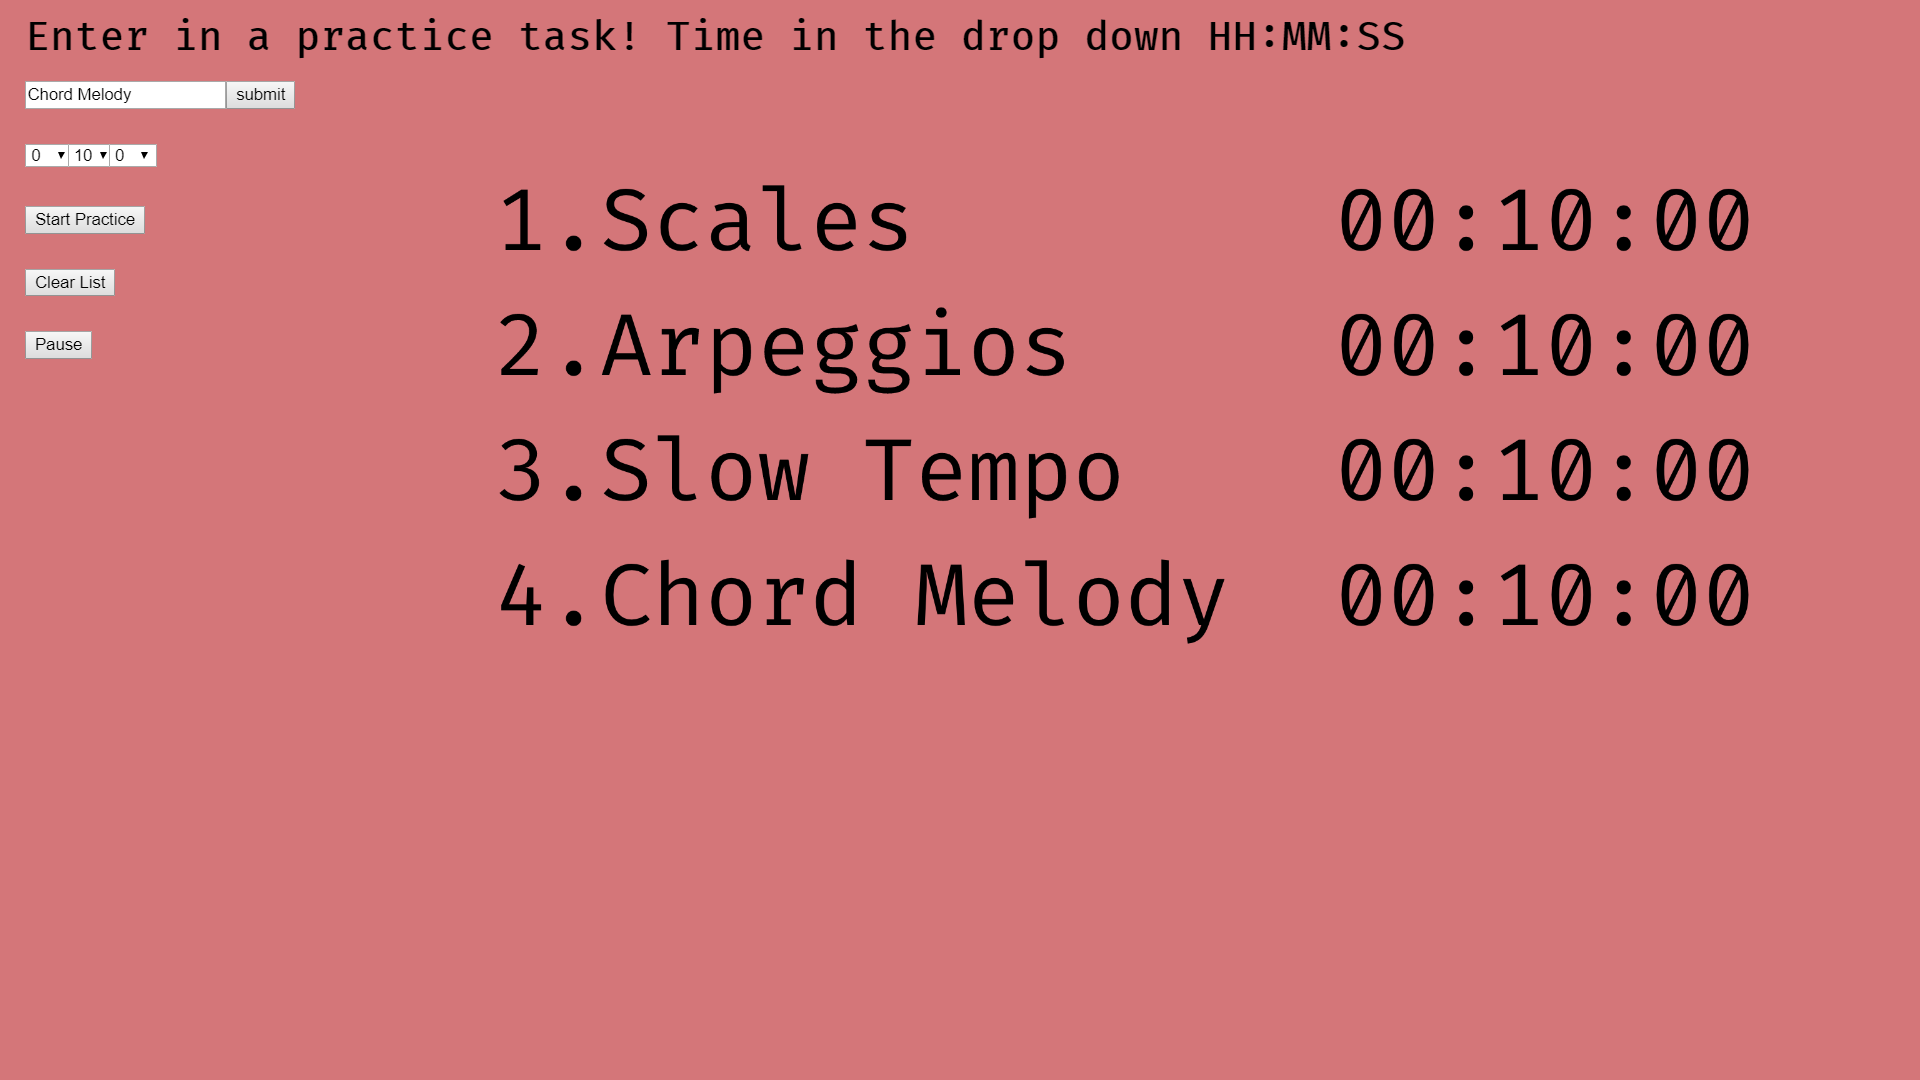 Enter in a practice task! Time in the drop down HH:MM:SS
Chord Melody submit
0 10 0
Start Practice
Clear List
Pause
1.Scales 00:10:00
2.Arpeggios 00:10:00
3.Slow Tempo 00:10:00
4.Chord Melody 00:10:00